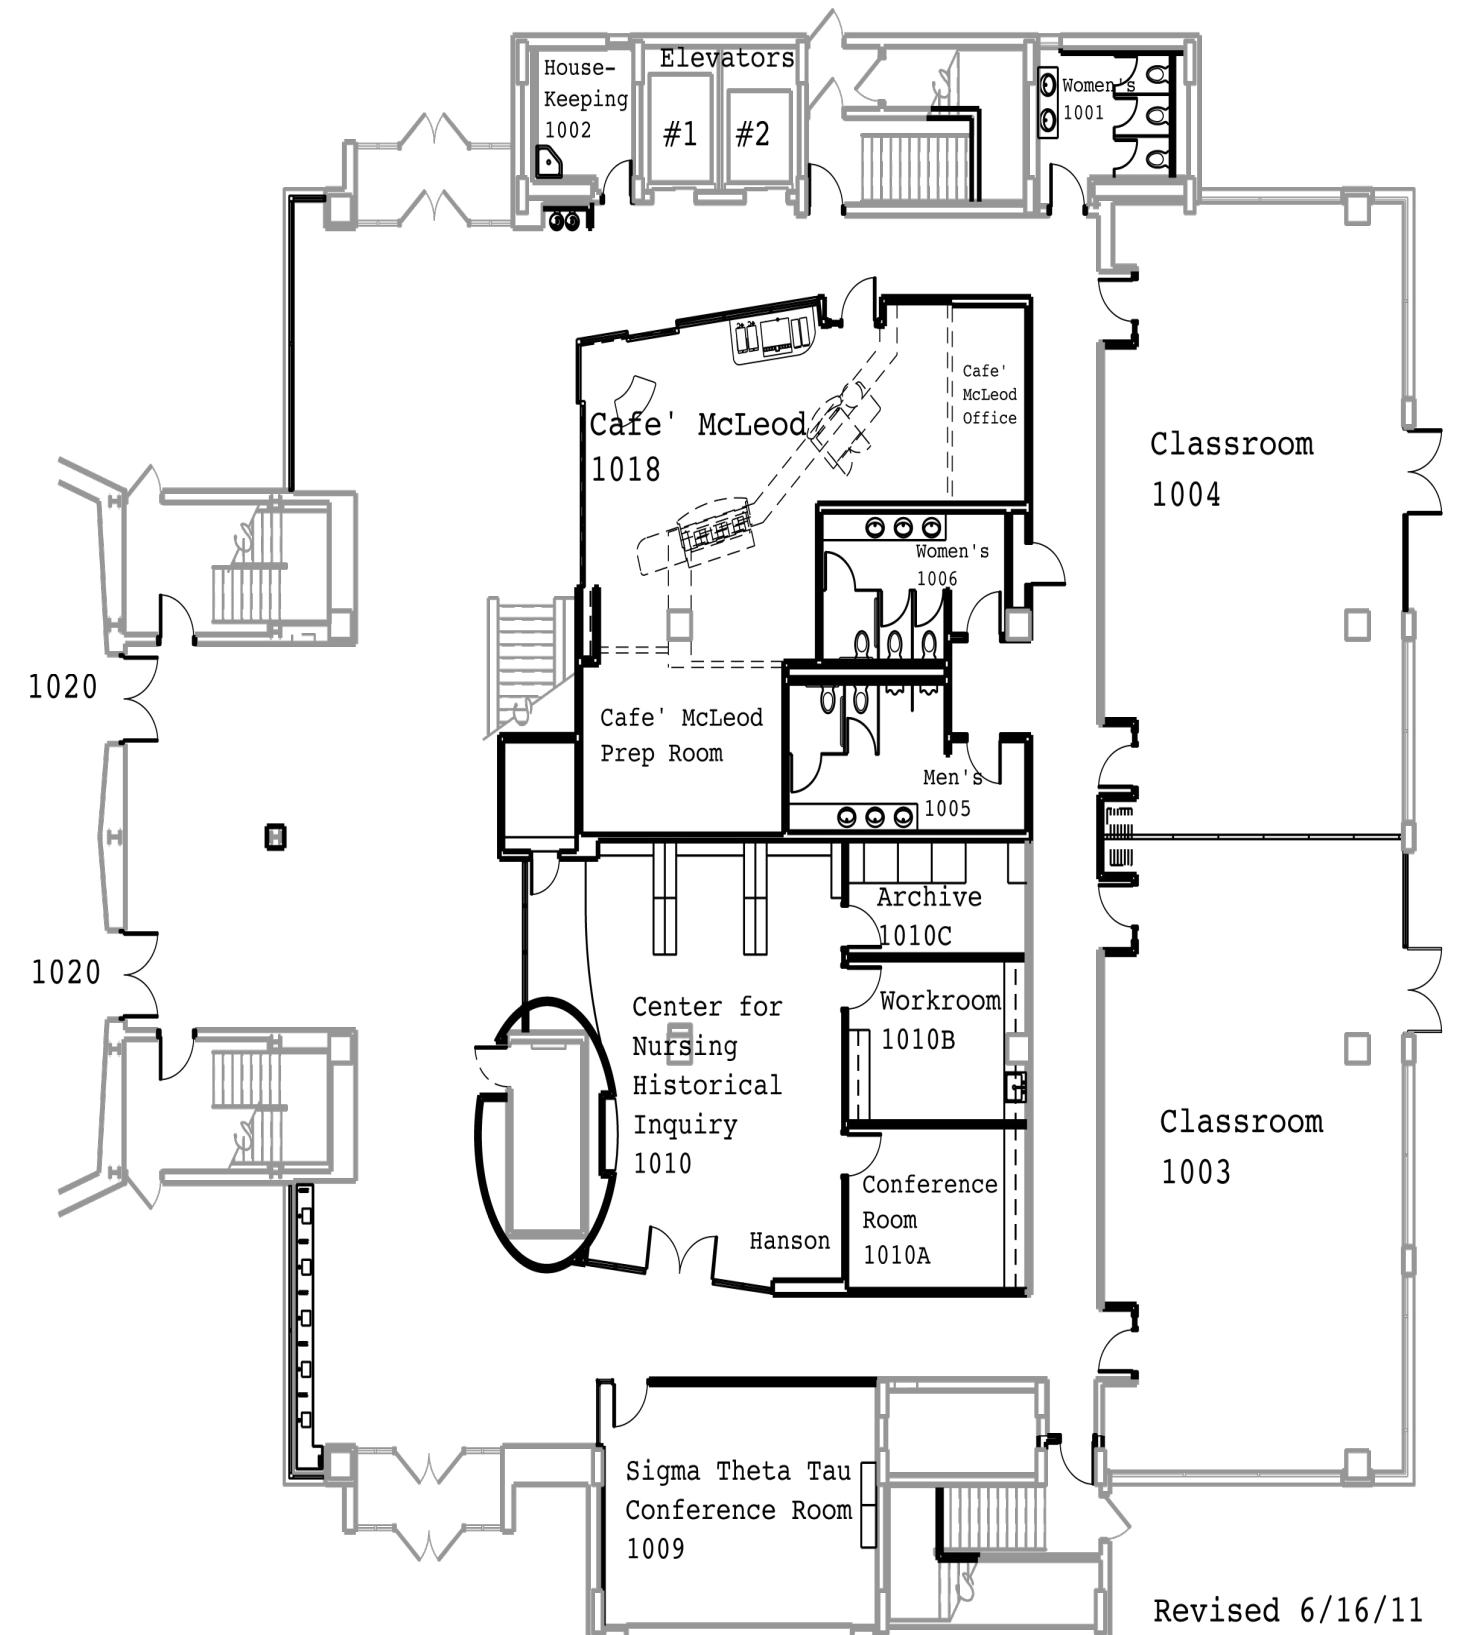 Elevators
House-
Keeping
1002
#1
#2
Women's
1001
Cafe'
McLeod
Office
Cafe' McLeod
1018
Classroom
1004
Women's
1006
1020
Cafe' McLeod
Prep Room
Men's
1005
Archive
1010C
1020
Center for
Nursing
Historical
Inquiry
1010
Workroom
1010B
Classroom
1003
Conference
Room
1010A
Hanson
Sigma Theta Tau
Conference Room
1009
Revised 6/16/11